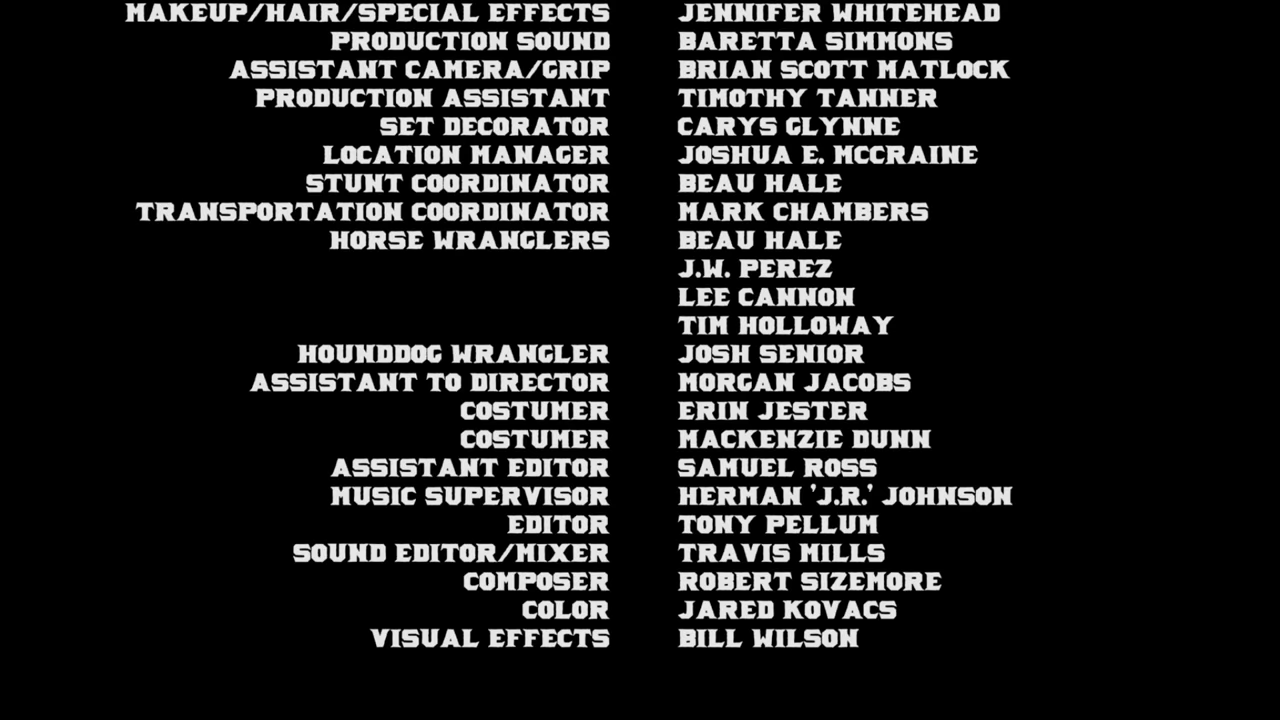 MAKEUP/HAIR/SPECIAL EFFECTS JENNIFER WHITEHEAD
PRODUCTION SOUND BARETTA SIMMONS
ASSISTANT CAMERA/GRIP BRIAN SCOTT MATLOCK
PRODUCTION ASSISTANT TIMOTHY TANNER
SET DECORATOR CARYS GLYNNE
LOCATION MANAGER JOSHUA E. MCCRAINE
STUNT COORDINATOR BEAU HALE
TRANSPORTATION COORDINATOR MARK CHAMBERS
HORSE WRANGLERS BEAU HALE
J.W. PEREZ
LEE CANNON
TIM HOLLOWAY
HOUNDDOG WRANGLER JOSH SENIOR
ASSISTANT TO DIRECTOR MORGAN JACOBS
COSTUMER ERIN JESTER
COSTUMER MACKENZIE DUNN
ASSISTANT EDITOR SAMUEL ROSS
MUSIC SUPERVISOR HERMAN 'J.R.' JOHNSON
EDITOR TONY PELLUM
SOUND EDITOR/MIXER TRAVIS MILLS
COMPOSER ROBERT SIZEMORE
COLOR JARED KOVACS
VISUAL EFFECTS BILL WILSON